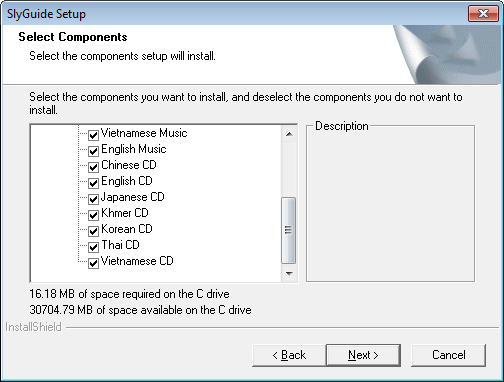 SlyGuide Setup
Select Components
Select the components setup will install.
Select the components you want to install, and deselect the components you do not want to
install.
Vietnamese Music
English Music
Chinese CD
English CD
Japanese CD
Khmer CD
Korean CD
Thai CD
Vietnamese CD
Description
16.18 MB of space required on the C drive
30704.79 MB of space available on the C drive
InstallShield
< Back
Next >
Cancel